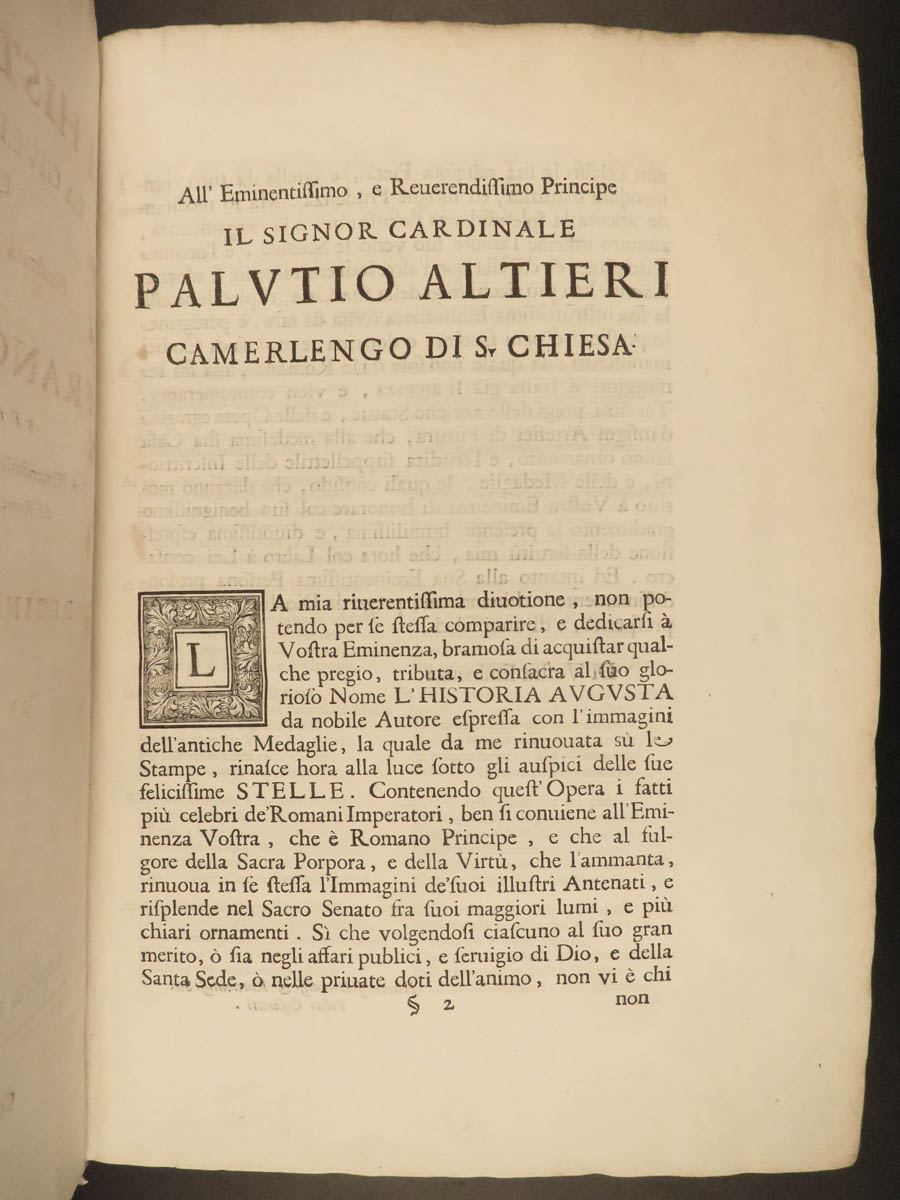 All' Eminentiſſimo, e Reuerendiſſimo Principe
IL SIGNOR CARDINALE
PALVTIO ALTIERI
CAMERLENGO DI S. CHIESA.
LA mia riuerentiſſima diuotione, non po-
tendo per ſe ſteſſa comparire, e dedicarſi à
Voſtra Eminenza, bramoſa di acquiſtar qual-
che pregio, tributa, e conſacra al ſuo glo-
rioſo Nome L'HISTORIA AVGVSTA
da nobile Autore eſpreſſa con l'immagini
dell'antiche Medaglie, la quale da me rinuouata sù le
Stampe, rinaſce hora alla luce ſotto gli auſpici delle ſue
feliciſſime STELLE. Contenendo queſt' Opera i fatti
più celebri de' Romani Imperatori, ben ſi conuiene all'Emi-
nenza Voſtra, che è Romano Principe, e che al ful-
gore della Sacra Porpora, e della Virtù, che l'ammanta,
rinuoua in ſe ſteſſa l'Immagini de'ſuoi illuſtri Antenati, e
riſplende nel Sacro Senato fra ſuoi maggiori lumi, e più
chiari ornamenti. Sì che volgendoſi ciaſcuno al ſuo gran
merito, ò ſia negli affari publici, e ſeruigio di Dio, e della
Santa Sede, ò nelle priuate doti dell'animo, non vi è chi
§ 2 non